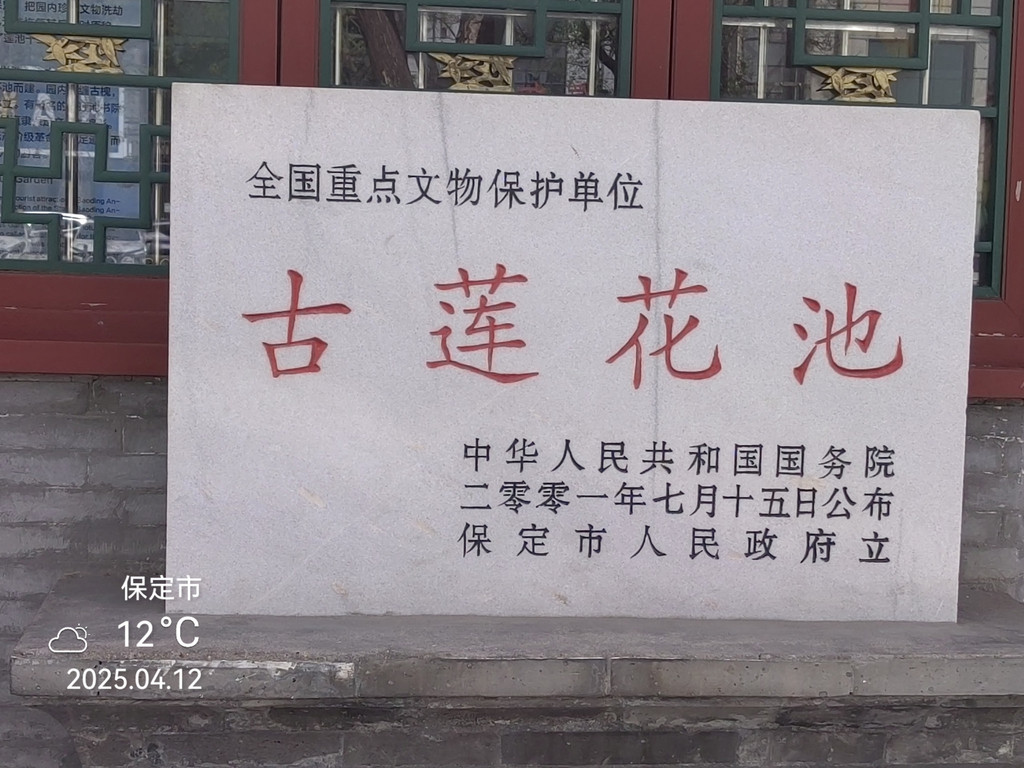 全国重点文物保护单位
古莲花池
中华人民共和国国务院
二零零一年七月十五日公布
保定市人民政府立
保定市
12℃
2025.04.12